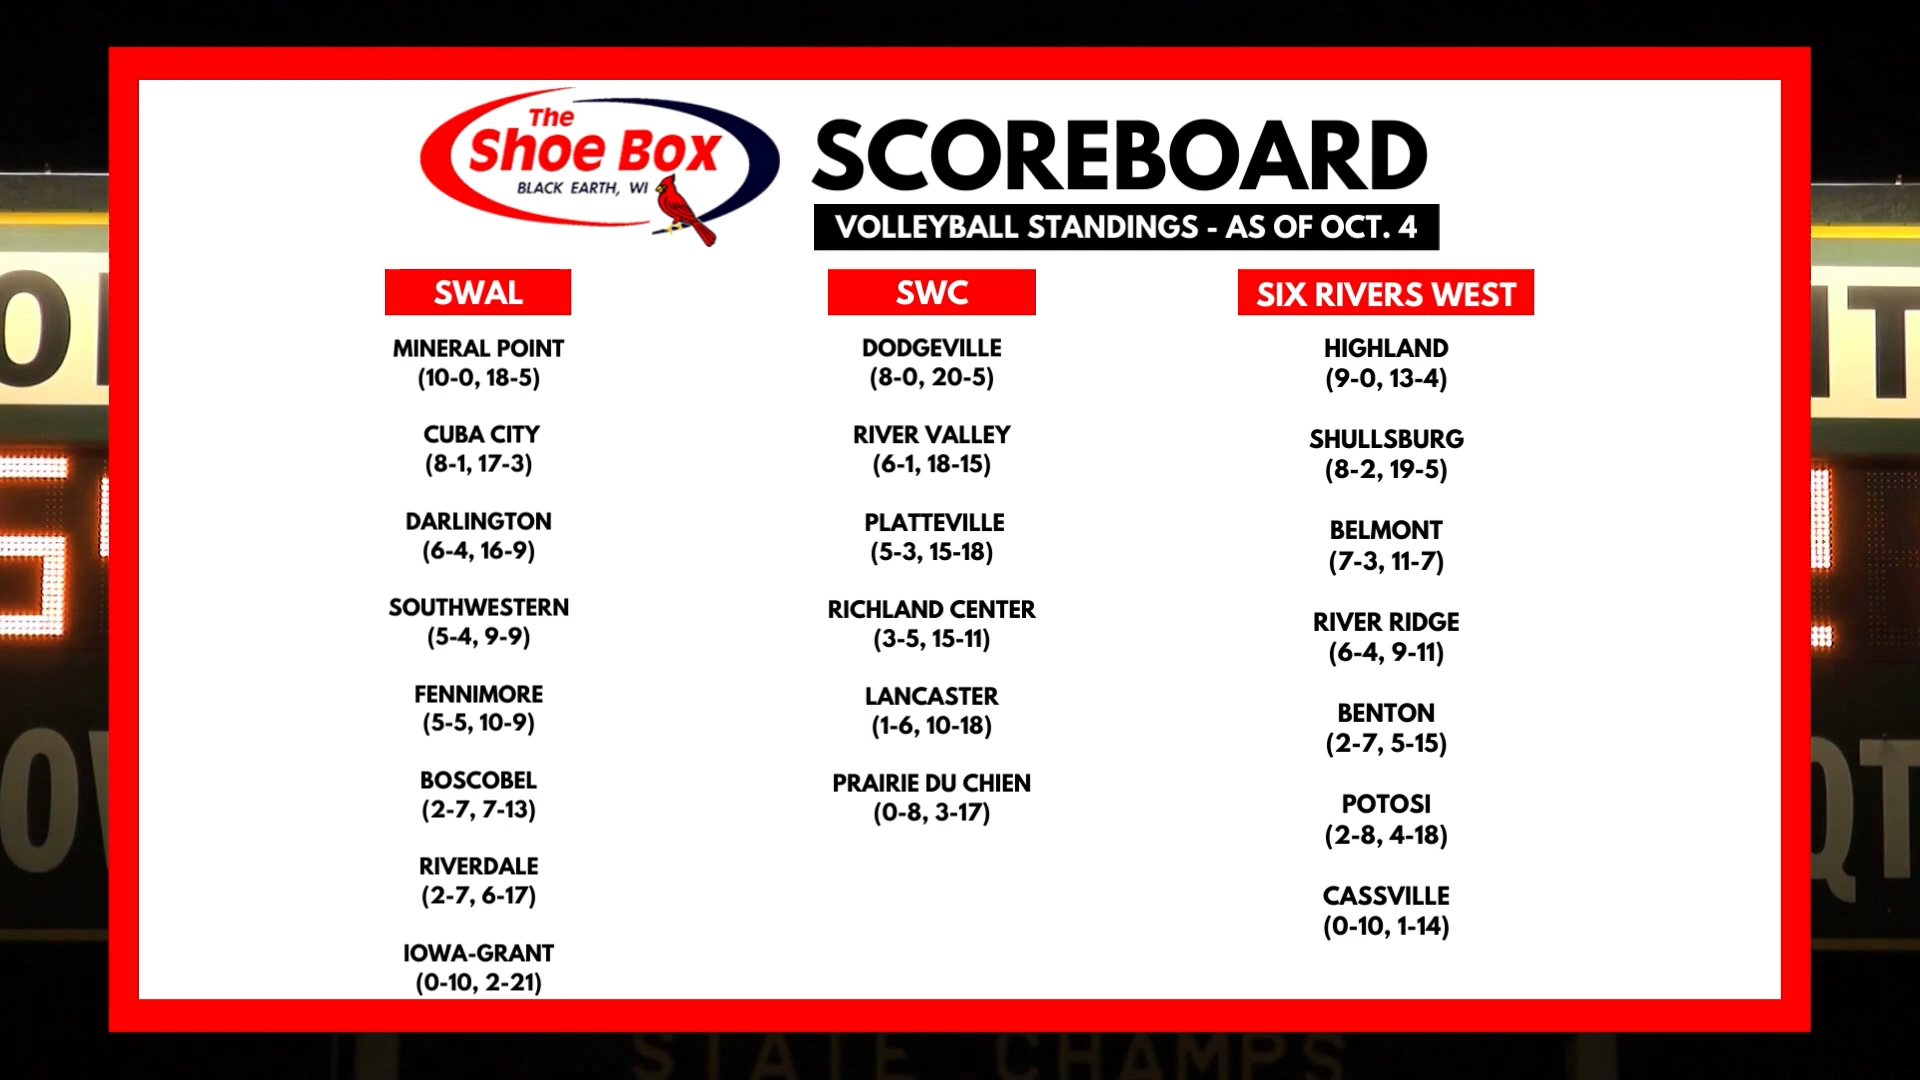 The
Shoe Box
BLACK EARTH, WI
SCOREBOARD
VOLLEYBALL STANDINGS - AS OF OCT. 4
SWAL
MINERAL POINT
(10-0, 18-5)
CUBA CITY
(8-1, 17-3)
DARLINGTON
(6-4, 16-9)
SOUTHWESTERN
(5-4, 9-9)
FENNIMORE
(5-5, 10-9)
BOSCOBEL
(2-7, 7-13)
RIVERDALE
(2-7, 6-17)
IOWA-GRANT
(0-10, 2-21)
SWC
DODGEVILLE
(8-0, 20-5)
RIVER VALLEY
(6-1, 18-15)
PLATTEVILLE
(5-3, 15-18)
RICHLAND CENTER
(3-5, 15-11)
LANCASTER
(1-6, 10-18)
PRAIRIE DU CHIEN
(0-8, 3-17)
SIX RIVERS WEST
HIGHLAND
(9-0, 13-4)
SHULLSBURG
(8-2, 19-5)
BELMONT
(7-3, 11-7)
RIVER RIDGE
(6-4, 9-11)
BENTON
(2-7, 5-15)
POTOSI
(2-8, 4-18)
CASSVILLE
(0-10, 1-14)
STATE CHAMPS